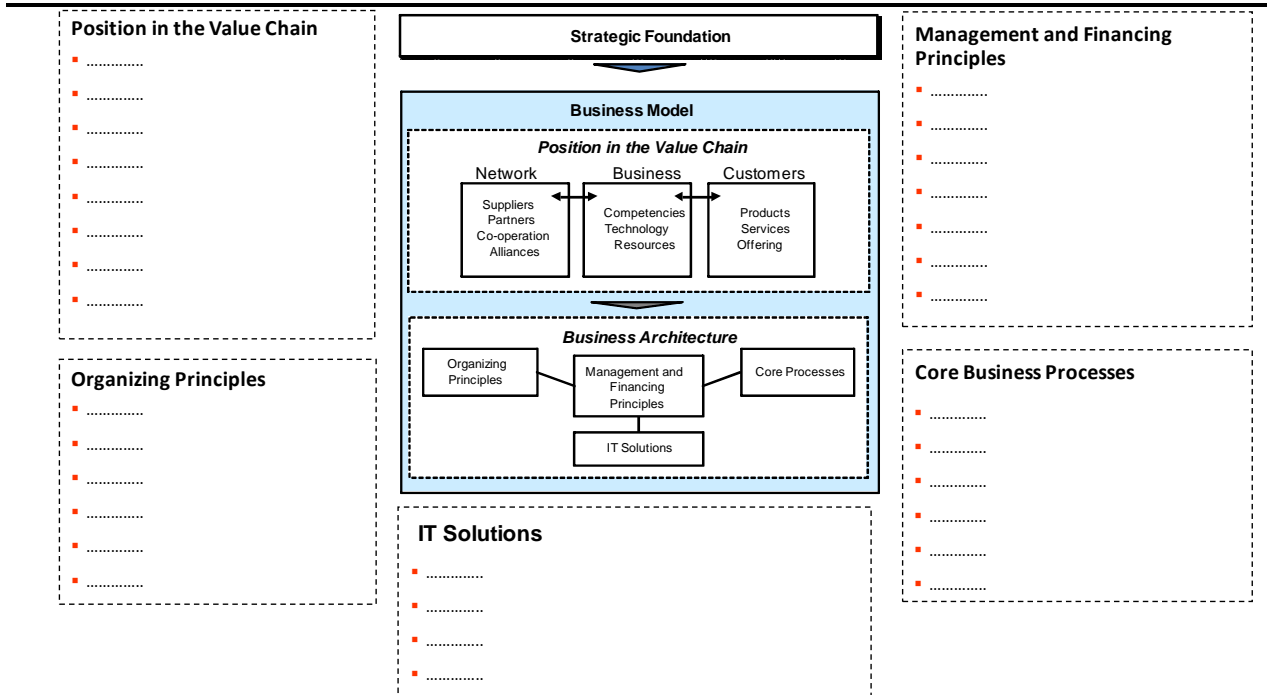 Position in the Value Chain
▪ ..............
▪ ..............
▪ ..............
▪ ..............
▪ ..............
▪ ..............
▪ ..............
▪ ..............
Organizing Principles
▪ ..............
▪ ..............
▪ ..............
▪ ..............
▪ ..............
▪ ..............
Strategic Foundation
Business Model
Position in the Value Chain
Network
Business
Customers
Suppliers
Partners
Co-operation
Alliances
Competencies
Technology
Resources
Products
Services
Offering
Business Architecture
Organizing
Principles
Management and
Financing
Principles
Core Processes
IT Solutions
IT Solutions
▪ ..............
▪ ..............
▪ ..............
▪ ..............
Management and Financing
Principles
▪ ..............
▪ ..............
▪ ..............
▪ ..............
▪ ..............
▪ ..............
▪ ..............
Core Business Processes
▪ ..............
▪ ..............
▪ ..............
▪ ..............
▪ ..............
▪ ..............